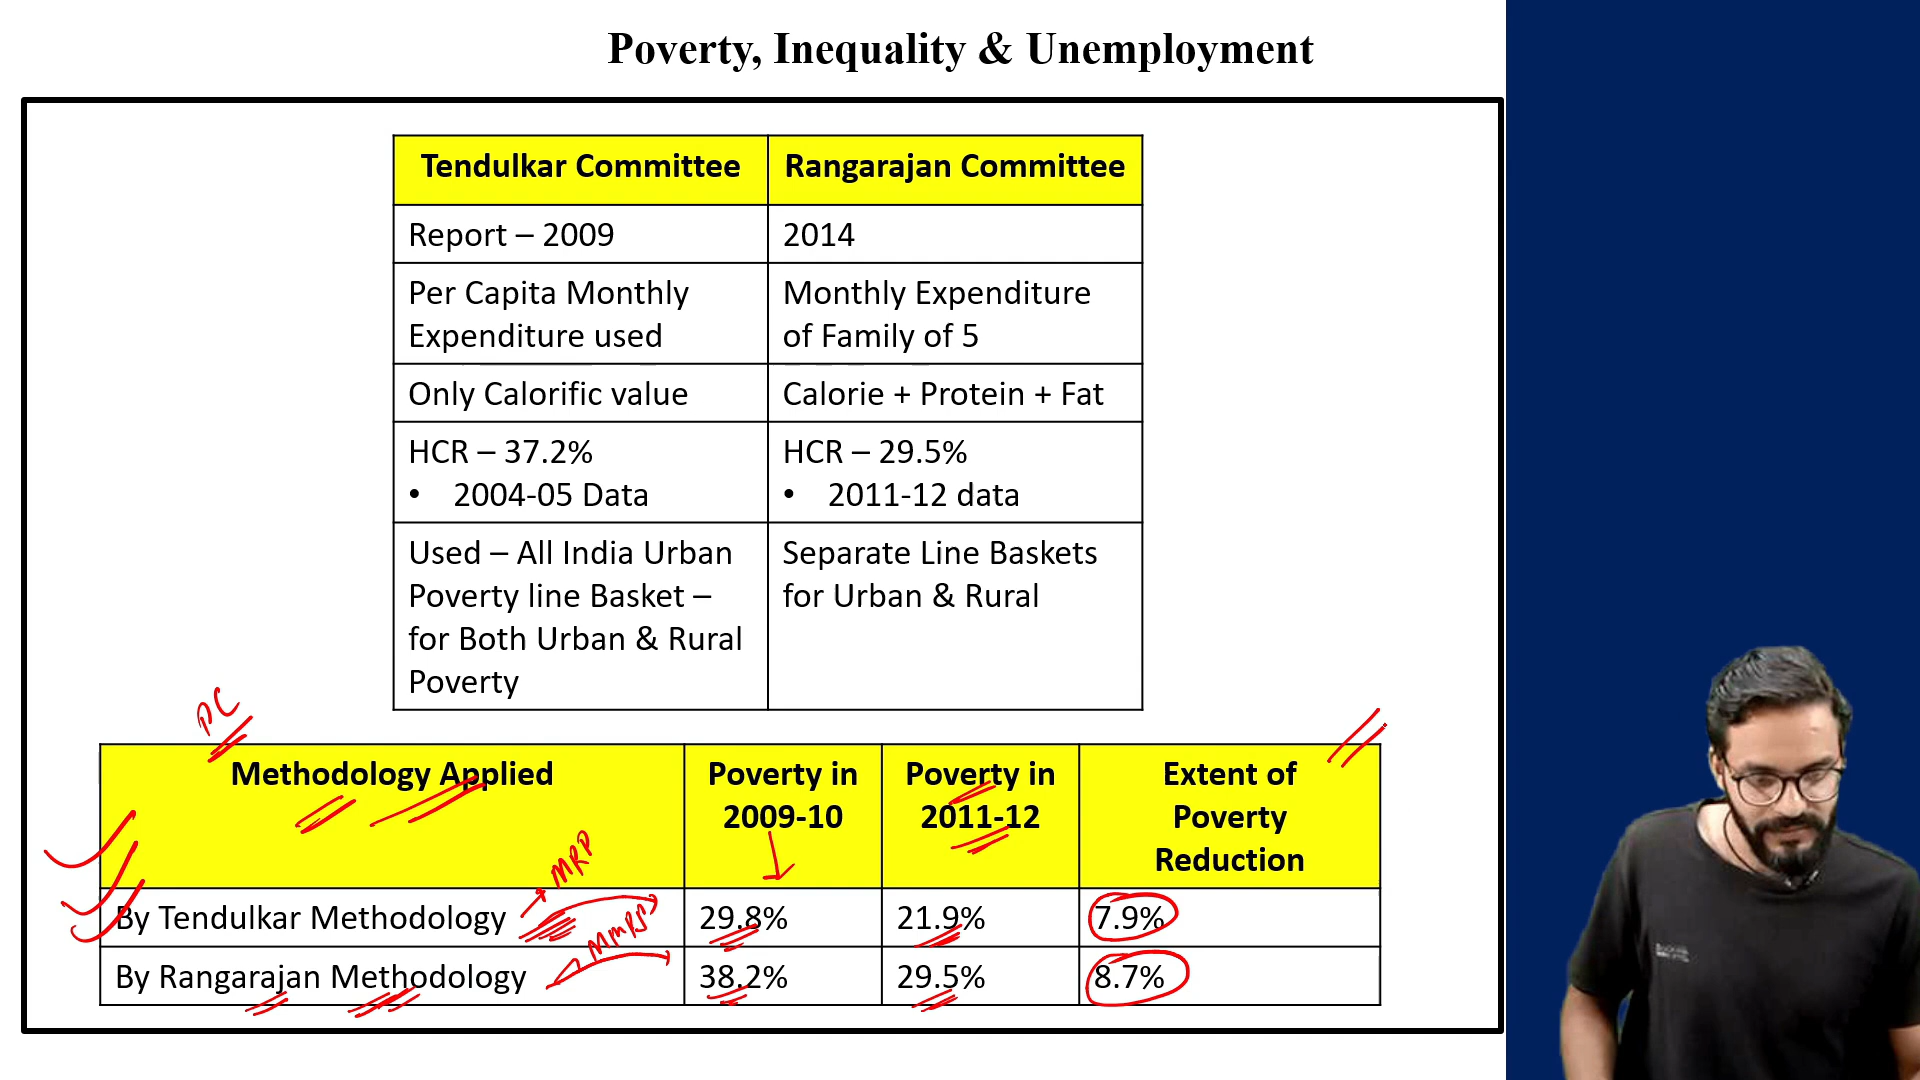 Poverty, Inequality & Unemployment
Tendulkar Committee
Rangarajan Committee
Report – 2009
2014
Per Capita Monthly
Expenditure used
Monthly Expenditure
of Family of 5
Only Calorific value
Calorie + Protein + Fat
HCR – 37.2%
• 2004-05 Data
HCR – 29.5%
• 2011-12 data
Used – All India Urban
Poverty line Basket –
for Both Urban & Rural
Poverty
Separate Line Baskets
for Urban & Rural
PC
Methodology Applied
Poverty in
2009-10
Poverty in
2011-12
Extent of
Poverty
Reduction
MRP
By Tendulkar Methodology
29.8%
21.9%
7.9%
MMRP
By Rangarajan Methodology
38.2%
29.5%
8.7%